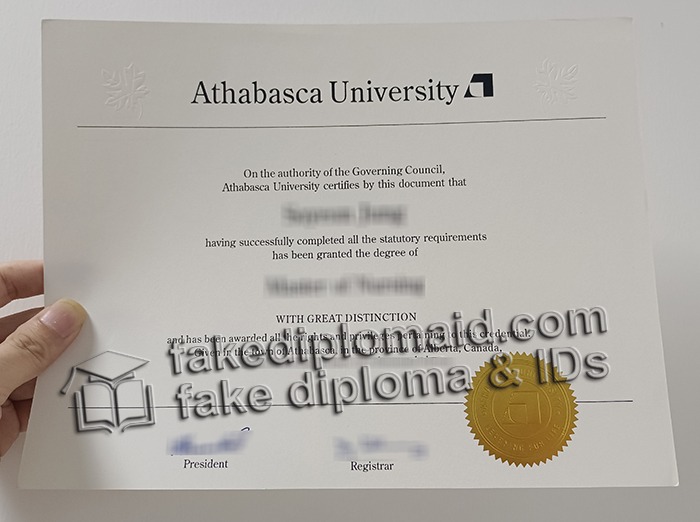 Athabasca University
On the authority of the Governing Council,
Athabasca University certifies by this document that
having successfully completed all the statutory requirements
has been granted the degree of
WITH GREAT DISTINCTION
and has been awarded all the rights and privileges pertaining to this credential.
Given in the town of Athabasca, in the province of Alberta, Canada,
fakediplomaid.com
fake diploma & IDs
President
Registrar